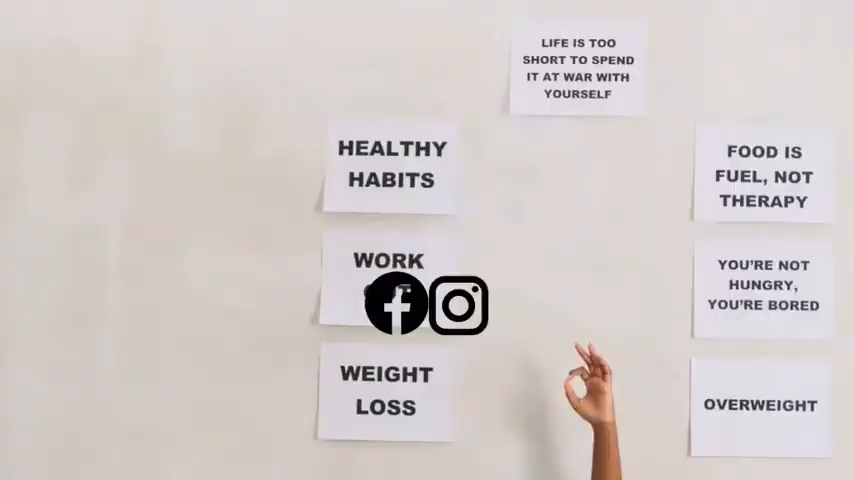 LIFE IS TOO
SHORT TO SPEND
IT AT WAR WITH
YOURSELF
HEALTHY
HABITS
FOOD IS
FUEL, NOT
THERAPY
WORK
YOU'RE NOT
HUNGRY,
YOU'RE BORED
WEIGHT
LOSS
OVERWEIGHT